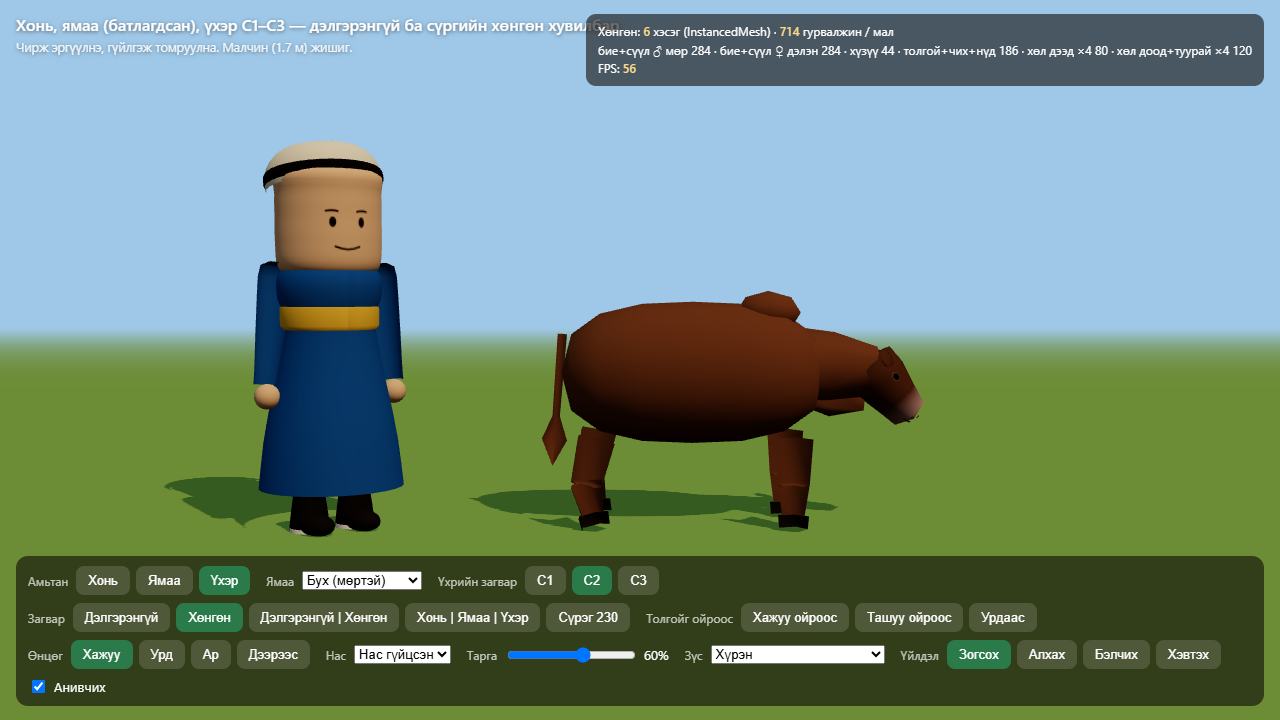 Хонь, ямаа (батлагдсан), үхэр C1–C3 — дэлгэрэнгүй ба сүргийн хөнгөн хувилбар
Чирж эргүүлнэ, гүйлгэж томруулна. Малчин (1.7 м) жишиг.
Хөнгөн: 6 хэсэг (InstancedMesh) · 714 гурвалжин / мал
бие+сүүл ♂ мөр 284 · бие+сүүл ♀ дэлэн 284 · хүзүү 44 · толгой+чих+нүд 186 · хөл дээд ×4 80 · хөл доод+туурай ×4 120
FPS: 56
Амьтан Хонь Ямаа Үхэр Ямаа Бух (мөртэй) Үхрийн загвар C1 C2 C3
Загвар Дэлгэрэнгүй Хөнгөн Дэлгэрэнгүй | Хөнгөн Хонь | Ямаа | Үхэр Сүрэг 230 Толгойг ойроос Хажуу ойроос Ташуу ойроос Урдаас
Өнцөг Хажуу Урд Ар Дээрээс Нас Нас гүйцсэн Тарга 60% Зүс Хүрэн Үйлдэл Зогсох Алхах Бэлчих Хэвтэх
Анивчих